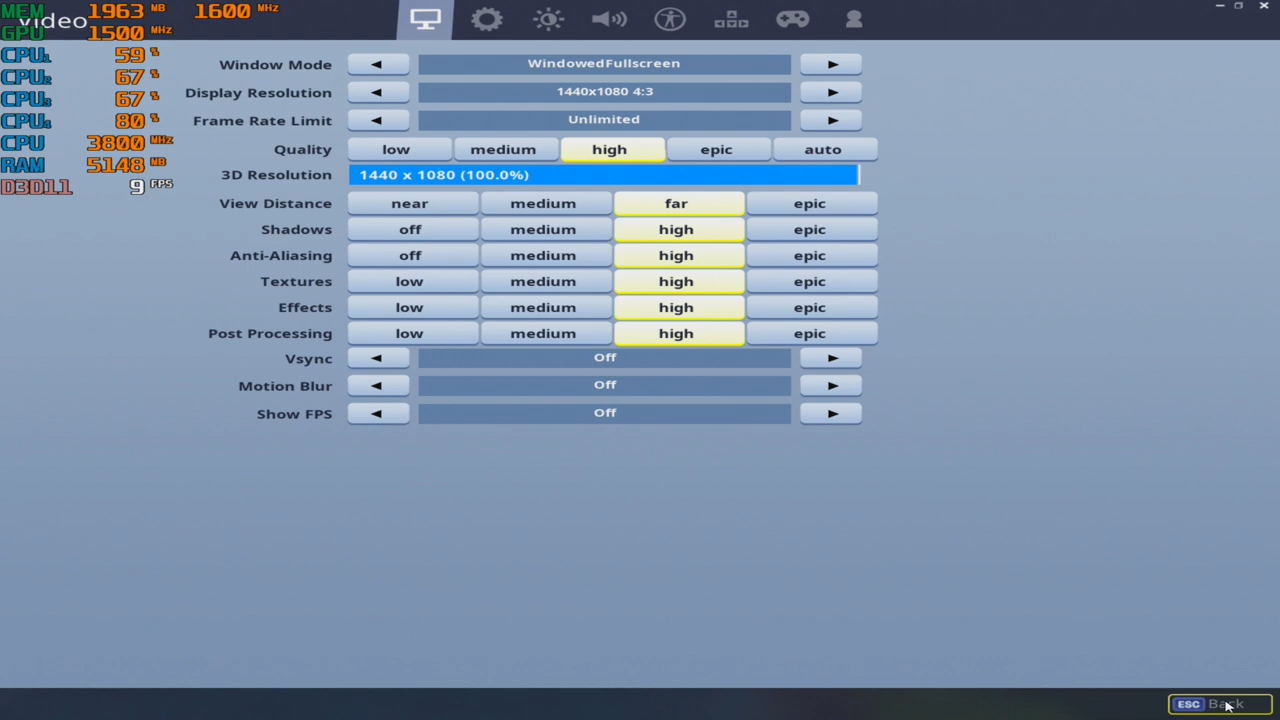 MEM 1963 MB 1600 MHz
video
GPU 1500 MHz
CPU1 59 %
CPU2 67 %
CPU3 67 %
CPU4 80 %
CPU 3800 MHz
RAM 5148 MB
D3D11 9 FPS
Window Mode WindowedFullscreen
Display Resolution 1440x1080 4:3
Frame Rate Limit Unlimited
Quality low medium high epic auto
3D Resolution 1440 x 1080 (100.0%)
View Distance near medium far epic
Shadows off medium high epic
Anti-Aliasing off medium high epic
Textures low medium high epic
Effects low medium high epic
Post Processing low medium high epic
Vsync Off
Motion Blur Off
Show FPS Off
ESC Back